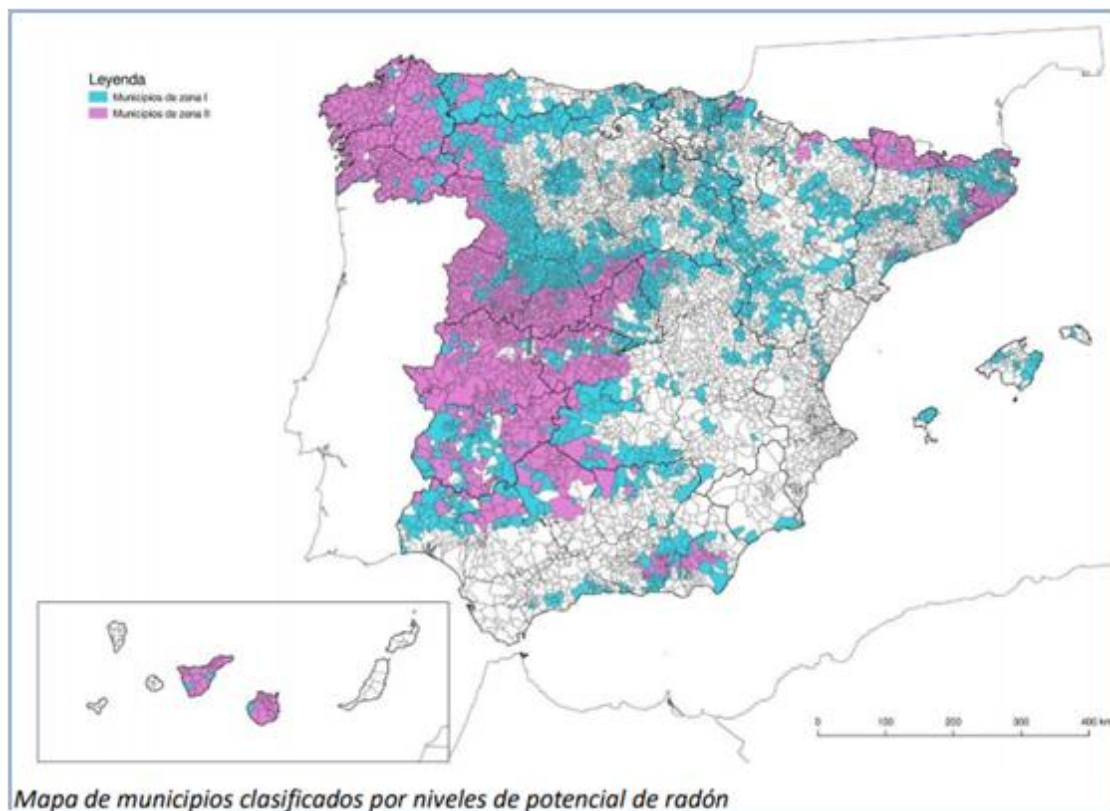 Leyenda
Municipios de zona I
Municipios de zona II
0 100 200 300 400 km
Mapa de municipios clasificados por niveles de potencial de radón